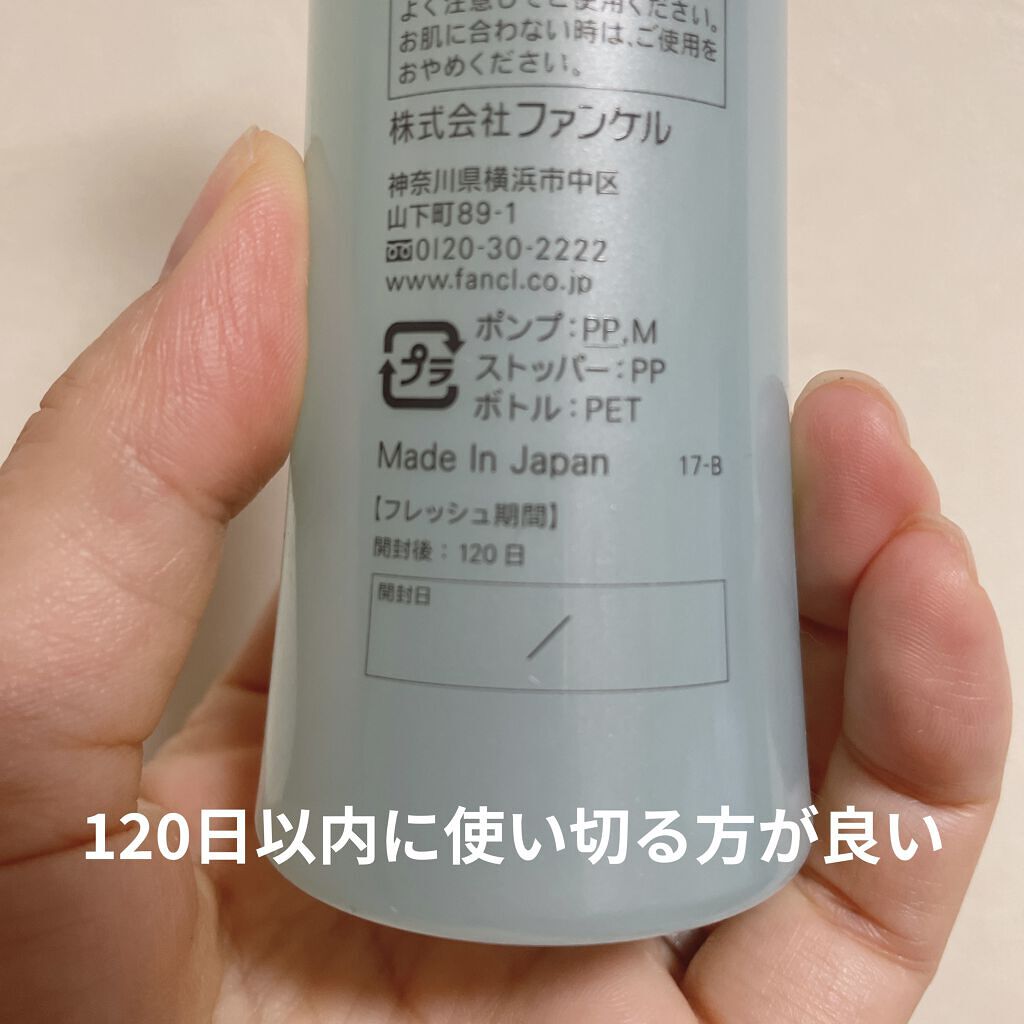 よく注意してご使用ください。
お肌に合わない時は、ご使用を
おやめください。
株式会社ファンケル
神奈川県横浜市中区
山下町89-1
0120-30-2222
www.fancl.co.jp
プラ
ポンプ:PP,M
ストッパー:PP
ボトル:PET
Made In Japan 17-B
【フレッシュ期間】
開封後:120日
開封日
/
120日以内に使い切る方が良い